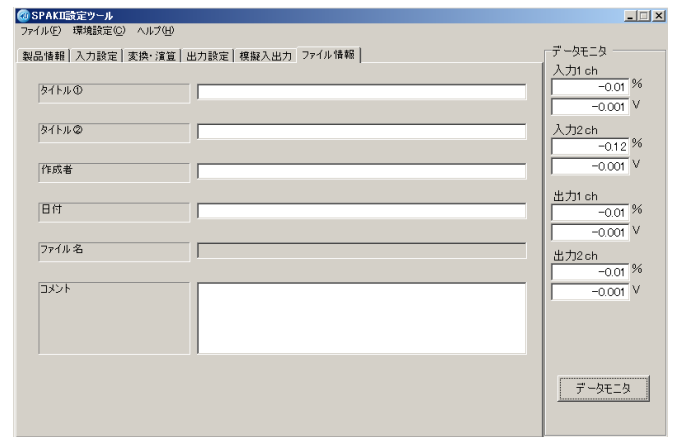 SPAKⅡ設定ツール
ファイル(F) 環境設定(C) ヘルプ(H)
製品情報 入力設定 変換・演算 出力設定 模擬入出力 ファイル情報
タイトル①
タイトル②
作成者
日付
ファイル名
コメント
データモニタ
入力1 ch
-0.01 %
-0.001 V
入力2 ch
-0.12 %
-0.001 V
出力1 ch
-0.01 %
-0.001 V
出力2 ch
-0.01 %
-0.001 V
データモニタ